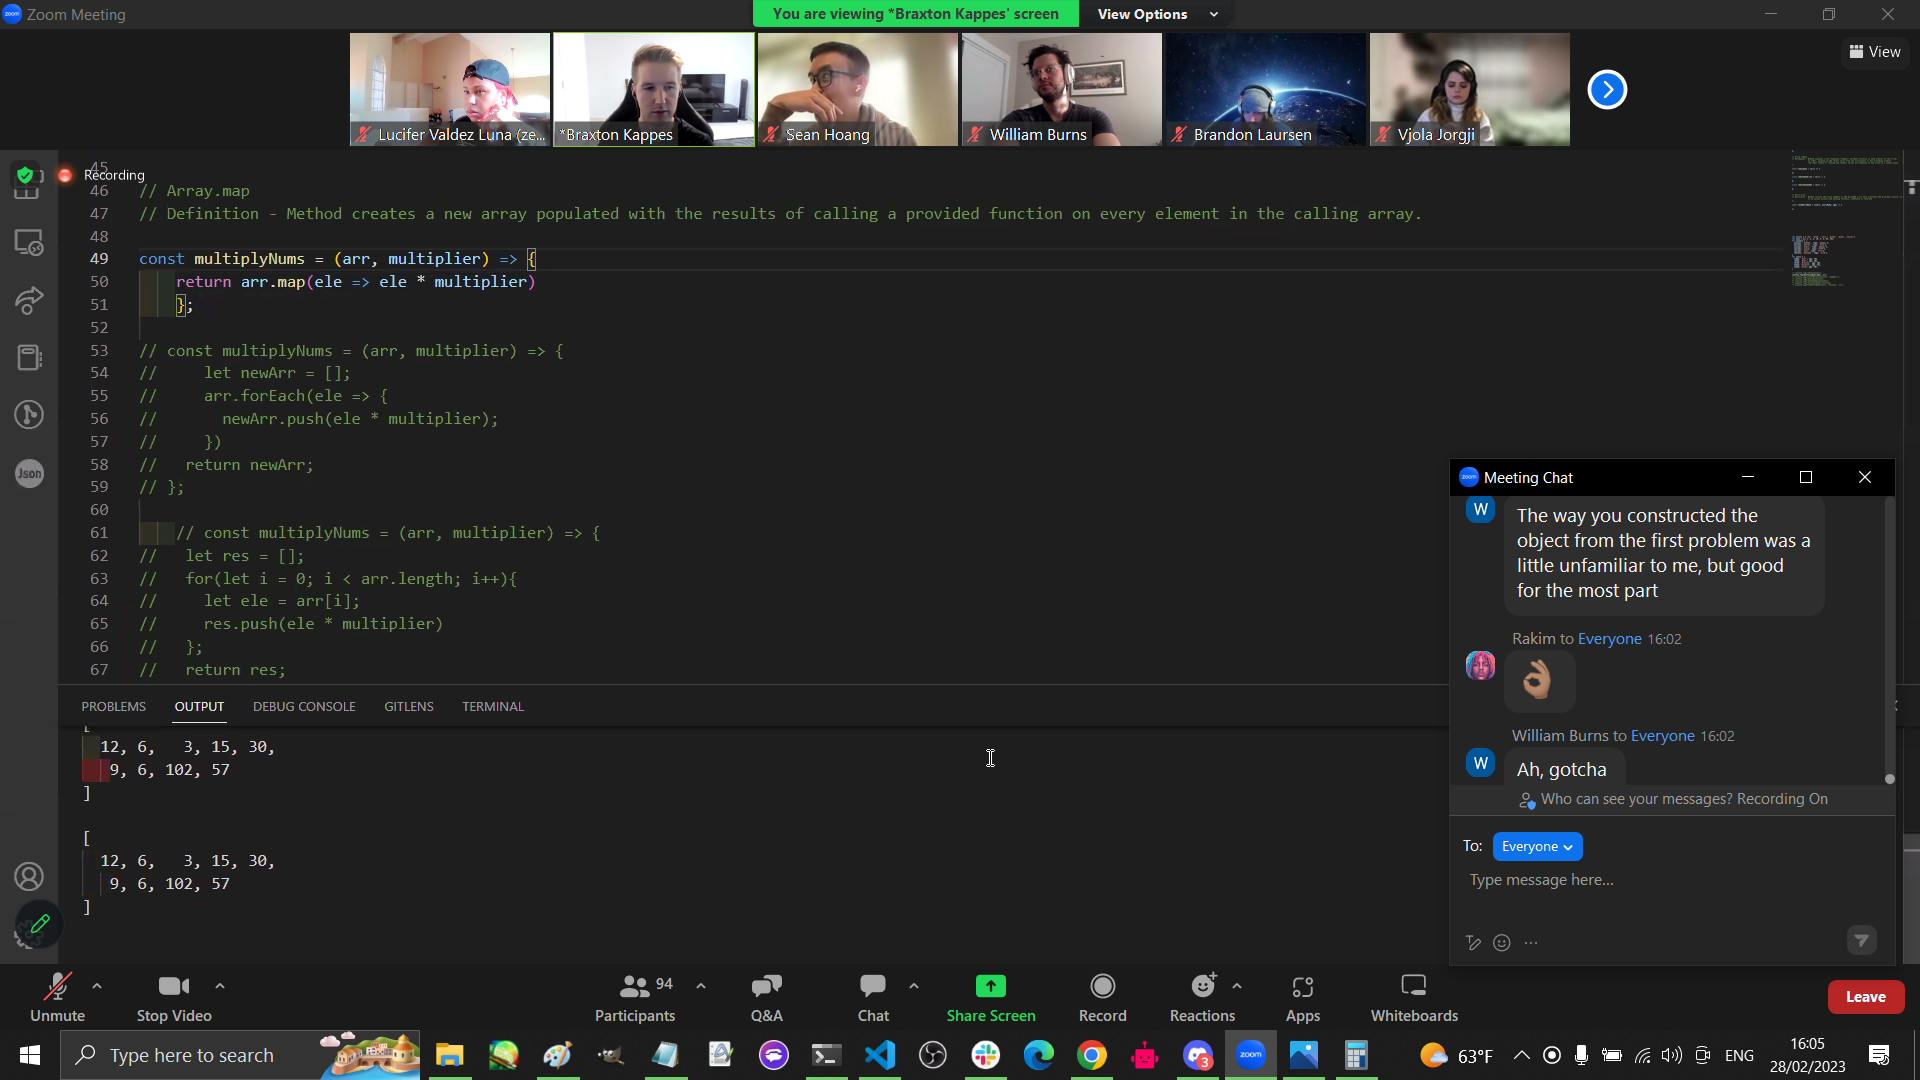 Zoom Meeting
You are viewing *Braxton Kappes' screen
View Options
View
Lucifer Valdez Luna (ze...
*Braxton Kappes
Sean Hoang
William Burns
Brandon Laursen
Vjola Jorgji
Recording
45
46 // Array.map
47 // Definition - Method creates a new array populated with the results of calling a provided function on every element in the calling array.
48
49 const multiplyNums = (arr, multiplier) => {
50 return arr.map(ele => ele * multiplier)
51 };
52
53 // const multiplyNums = (arr, multiplier) => {
54 // let newArr = [];
55 // arr.forEach(ele => {
56 // newArr.push(ele * multiplier);
57 // })
58 // return newArr;
59 // };
60
61 // const multiplyNums = (arr, multiplier) => {
62 // let res = [];
63 // for(let i = 0; i < arr.length; i++){
64 // let ele = arr[i];
65 // res.push(ele * multiplier)
66 // };
67 // return res;
Json
PROBLEMS OUTPUT DEBUG CONSOLE GITLENS TERMINAL
[
12, 6, 3, 15, 30,
9, 6, 102, 57
]
[
12, 6, 3, 15, 30,
9, 6, 102, 57
]
zoom Meeting Chat
W
The way you constructed the
object from the first problem was a
little unfamiliar to me, but good
for the most part
Rakim to Everyone 16:02
William Burns to Everyone 16:02
W
Ah, gotcha
Who can see your messages? Recording On
To: Everyone
Type message here...
Unmute
Stop Video
94
Participants
Q&A
Chat
Share Screen
Record
Reactions
Apps
Whiteboards
Leave
Type here to search
3
zoom
63°F
ENG
16:05
28/02/2023